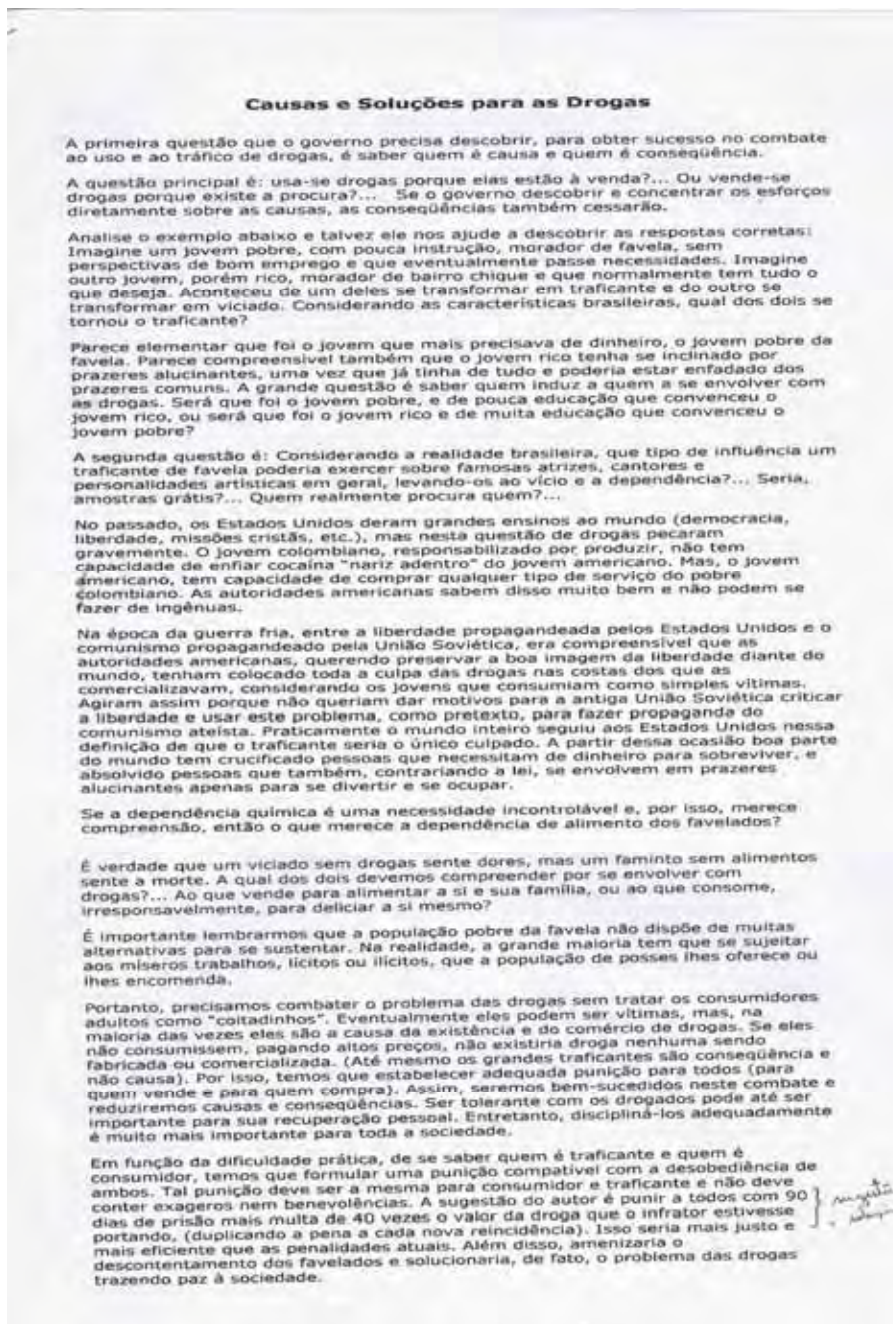 Causas e Soluções para as Drogas
A primeira questão que o governo precisa descobrir, para obter sucesso no combate
ao uso e ao tráfico de drogas, é saber quem é causa e quem é conseqüência.
A questão principal é: usa-se drogas porque elas estão à venda?... Ou vende-se
drogas porque existe a procura?... Se o governo descobrir e concentrar os esforços
diretamente sobre as causas, as conseqüências também cessarão.
Analise o exemplo abaixo e talvez ele nos ajude a descobrir as respostas corretas:
Imagine um jovem pobre, com pouca instrução, morador de favela, sem
perspectivas de bom emprego e que eventualmente passe necessidades. Imagine
outro jovem, porém rico, morador de bairro chique e que normalmente tem tudo o
que deseja. Aconteceu de um deles se transformar em traficante e do outro se
transformar em viciado. Considerando as características brasileiras, qual dos dois se
tornou o traficante?
Parece elementar que foi o jovem que mais precisava de dinheiro, o jovem pobre da
favela. Parece compreensível também que o jovem rico tenha se inclinado por
prazeres alucinantes, uma vez que já tinha de tudo e poderia estar enfadado dos
prazeres comuns. A grande questão é saber quem induz a quem a se envolver com
as drogas. Será que foi o jovem pobre, e de pouca educação que convenceu o
jovem rico, ou será que foi o jovem rico e de muita educação que convenceu o
jovem pobre?
A segunda questão é: Considerando a realidade brasileira, que tipo de influência um
traficante de favela poderia exercer sobre famosas atrizes, cantores e
personalidades artísticas em geral, levando-os ao vício e a dependência?... Seria,
amostras grátis?... Quem realmente procura quem?...
No passado, os Estados Unidos deram grandes ensinos ao mundo (democracia,
liberdade, missões cristãs, etc.), mas nesta questão de drogas pecaram
gravemente. O jovem colombiano, responsabilizado por produzir, não tem
capacidade de enfiar cocaína "nariz adentro" do jovem americano. Mas, o jovem
americano, tem capacidade de comprar qualquer tipo de serviço do pobre
colombiano. As autoridades americanas sabem disso muito bem e não podem se
fazer de ingênuas.
Na época da guerra fria, entre a liberdade propagandeada pelos Estados Unidos e o
comunismo propagandeado pela União Soviética, era compreensível que as
autoridades americanas, querendo preservar a boa imagem da liberdade diante do
mundo, tenham colocado toda a culpa das drogas nas costas dos que as
comercializavam, considerando os jovens que consumiam como simples vítimas.
Agiram assim porque não queriam dar motivos para a antiga União Soviética criticar
a liberdade e usar este problema, como pretexto, para fazer propaganda do
comunismo ateísta. Praticamente o mundo inteiro seguiu aos Estados Unidos nessa
definição de que o traficante seria o único culpado. A partir dessa ocasião boa parte
do mundo tem crucificado pessoas que necessitam de dinheiro para sobreviver, e
absolvido pessoas que também, contrariando a lei, se envolvem em prazeres
alucinantes apenas para se divertir e se ocupar.
Se a dependência química é uma necessidade incontrolável e, por isso, merece
compreensão, então o que merece a dependência de alimento dos favelados?
É verdade que um viciado sem drogas sente dores, mas um faminto sem alimentos
sente a morte. A qual dos dois devemos compreender por se envolver com
drogas?... Ao que vende para alimentar a si e sua família, ou ao que consome,
irresponsavelmente, para deliciar a si mesmo?
É importante lembrarmos que a população pobre da favela não dispõe de muitas
alternativas para se sustentar. Na realidade, a grande maioria tem que se sujeitar
aos míseros trabalhos, lícitos ou ilícitos, que a população de posses lhes oferece ou
lhes encomenda.
Portanto, precisamos combater o problema das drogas sem tratar os consumidores
adultos como "coitadinhos". Eventualmente eles podem ser vítimas, mas, na
maioria das vezes eles são a causa da existência e do comércio de drogas. Se eles
não consumissem, pagando altos preços, não existiria droga nenhuma sendo
fabricada ou comercializada. (Até mesmo os grandes traficantes são conseqüência e
não causa). Por isso, temos que estabelecer adequada punição para todos (para
quem vende e para quem compra). Assim, seremos bem-sucedidos neste combate e
reduziremos causas e conseqüências. Ser tolerante com os drogados pode até ser
importante para sua recuperação pessoal. Entretanto, discipliná-los adequadamente
é muito mais importante para toda a sociedade.
Em função da dificuldade prática, de se saber quem é traficante e quem é
consumidor, temos que formular uma punição compatível com a desobediência de
ambos. Tal punição deve ser a mesma para consumidor e traficante e não deve
conter exageros nem benevolências. A sugestão do autor é punir a todos com 90
dias de prisão mais multa de 40 vezes o valor da droga que o infrator estivesse
portando, (duplicando a pena a cada nova reincidência). Isso seria mais justo e
mais eficiente que as penalidades atuais. Além disso, amenizaria o
descontentamento dos favelados e solucionaria, de fato, o problema das drogas
trazendo paz à sociedade.